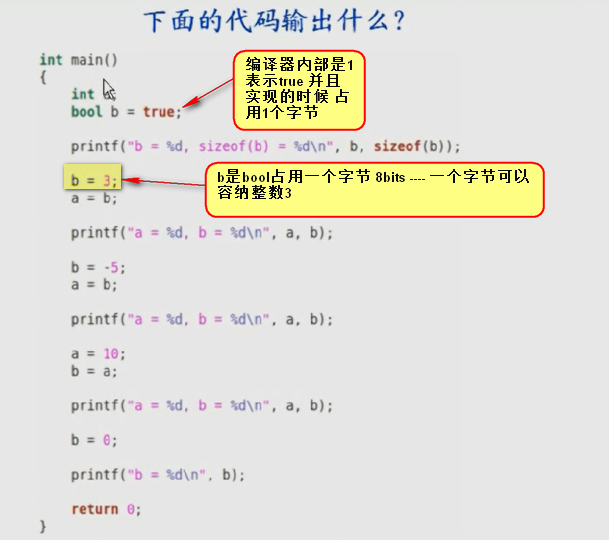 下面的代码输出什么？
int main()
{
int a;
bool b = true;
printf("b = %d, sizeof(b) = %d\n", b, sizeof(b));
b = 3;
a = b;
printf("a = %d, b = %d\n", a, b);
b = -5;
a = b;
printf("a = %d, b = %d\n", a, b);
a = 10;
b = a;
printf("a = %d, b = %d\n", a, b);
b = 0;
printf("b = %d\n", b);
return 0;
}
编译器内部是1
表示true 并且
实现的时候 占
用1个字节
b是bool占用一个字节 8bits ---- 一个字节可以
容纳整数3